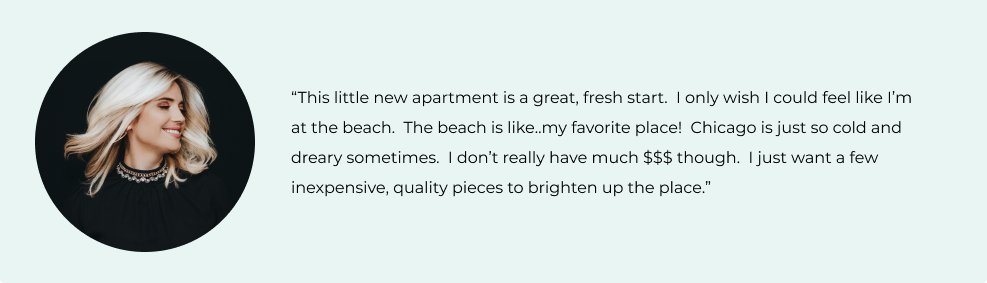 “This little new apartment is a great, fresh start.  I only wish I could feel like I’m
at the beach.  The beach is like..my favorite place!  Chicago is just so cold and
dreary sometimes.  I don’t really have much $$$ though.  I just want a few
inexpensive, quality pieces to brighten up the place.”